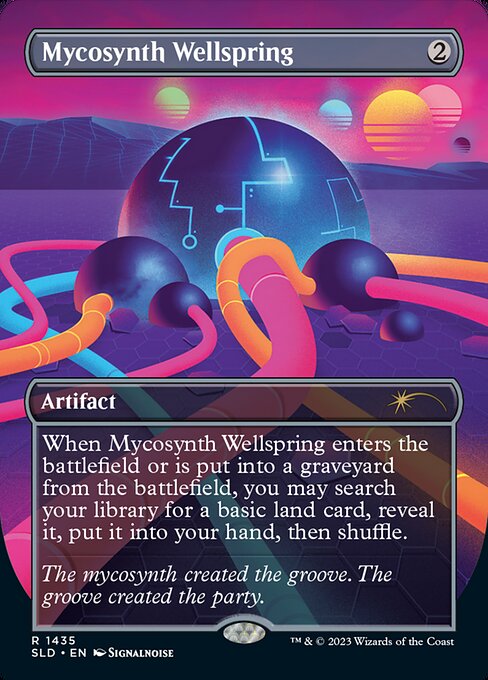 Mycosynth Wellspring 2
Artifact
When Mycosynth Wellspring enters the
battlefield or is put into a graveyard
from the battlefield, you may search
your library for a basic land card, reveal
it, put it into your hand, then shuffle.
The mycosynth created the groove. The
groove created the party.
R 1435
SLD • EN SIGNALNOISE
™ & © 2023 Wizards of the Coast